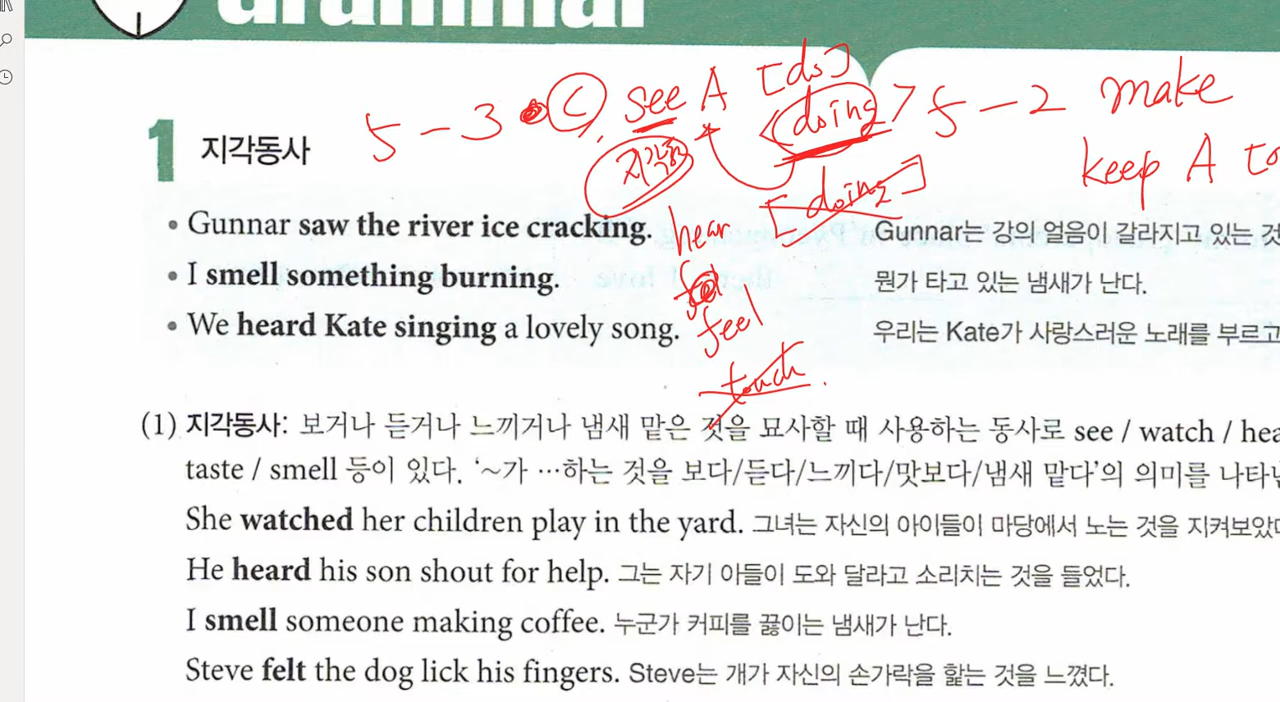 Grammar
5-3 C, see A [do] <doing> 5-2 make
지각V
keep A to
[doing]
1 지각동사
• Gunnar saw the river ice cracking. Gunnar는 강의 얼음이 갈라지고 있는 것
hear
• I smell something burning. 뭔가 타고 있는 냄새가 난다.
feel
• We heard Kate singing a lovely song. 우리는 Kate가 사랑스러운 노래를 부르고
touch.
(1) 지각동사: 보거나 듣거나 느끼거나 냄새 맡은 것을 묘사할 때 사용하는 동사로 see / watch / hea
taste / smell 등이 있다. ‘~가 …하는 것을 보다/듣다/느끼다/맛보다/냄새 맡다’의 의미를 나타낸
She watched her children play in the yard. 그녀는 자신의 아이들이 마당에서 노는 것을 지켜보았다
He heard his son shout for help. 그는 자기 아들이 도와 달라고 소리치는 것을 들었다.
I smell someone making coffee. 누군가 커피를 끓이는 냄새가 난다.
Steve felt the dog lick his fingers. Steve는 개가 자신의 손가락을 핥는 것을 느꼈다.